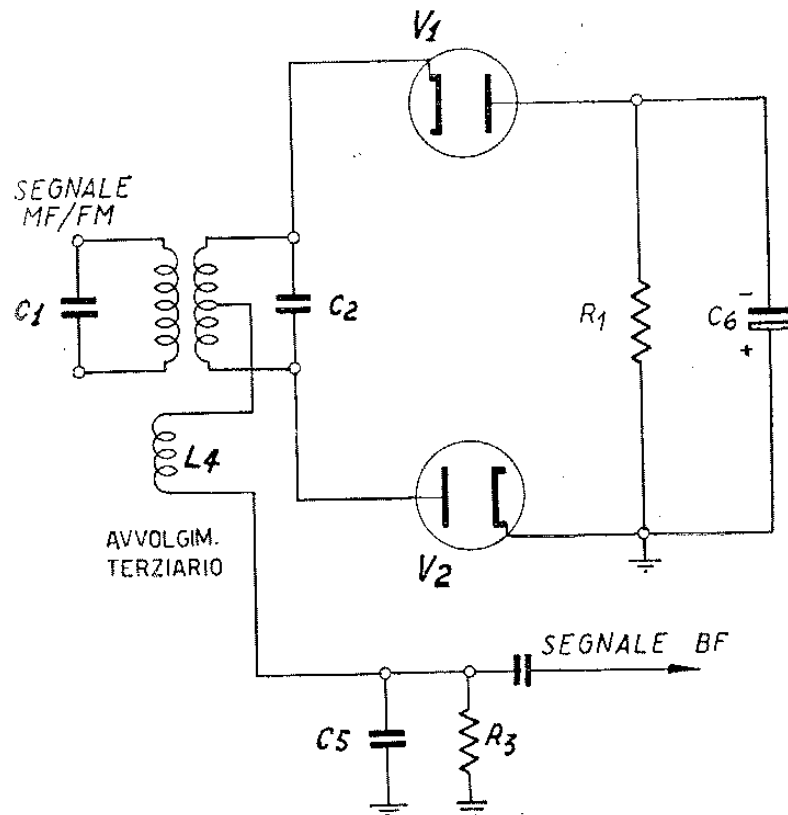 V1
SEGNALE
MF/FM
C1
C2
R1
C6
-
+
L4
AVVOLGIM.
TERZIARIO
V2
SEGNALE BF
C5
R3